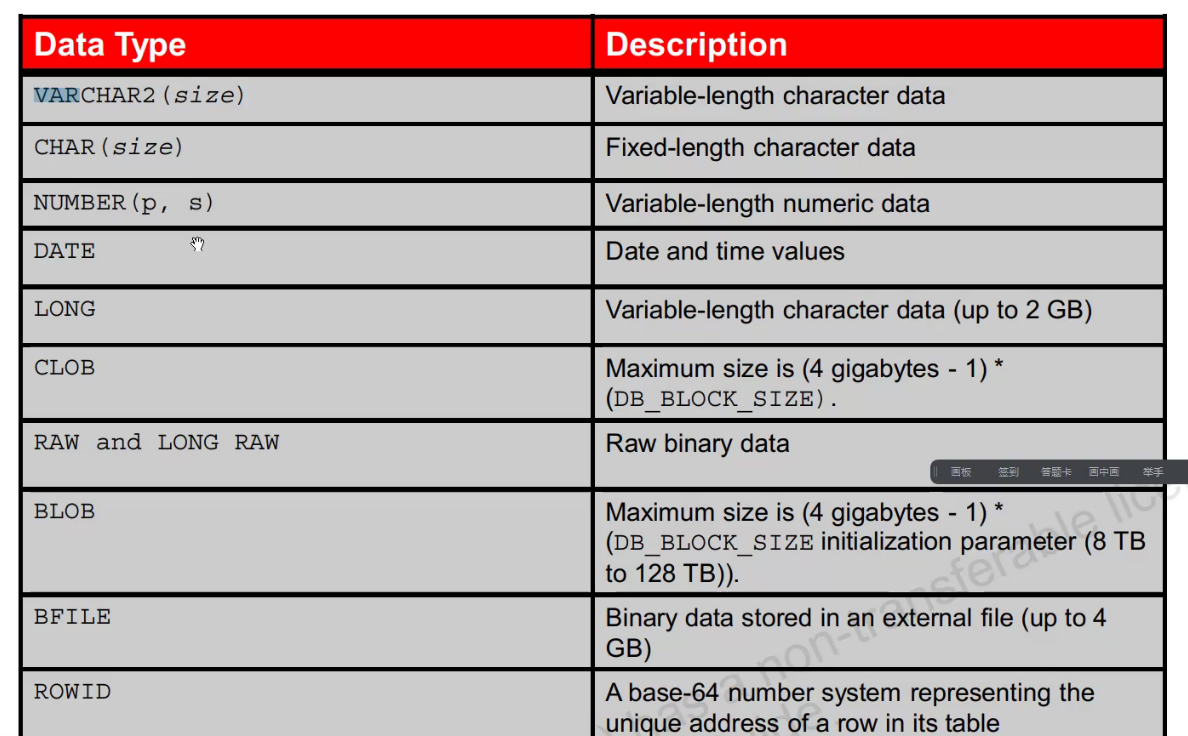 Data Type Description
VARCHAR2(size) Variable-length character data
CHAR(size) Fixed-length character data
NUMBER(p, s) Variable-length numeric data
DATE Date and time values
LONG Variable-length character data (up to 2 GB)
CLOB Maximum size is (4 gigabytes - 1) *
(DB_BLOCK_SIZE).
RAW and LONG RAW Raw binary data
画板 签到 答题卡 画中画 举手
BLOB Maximum size is (4 gigabytes - 1) *
(DB_BLOCK_SIZE initialization parameter (8 TB
to 128 TB)).
BFILE Binary data stored in an external file (up to 4
GB)
ROWID A base-64 number system representing the
unique address of a row in its table
has a non-transferable